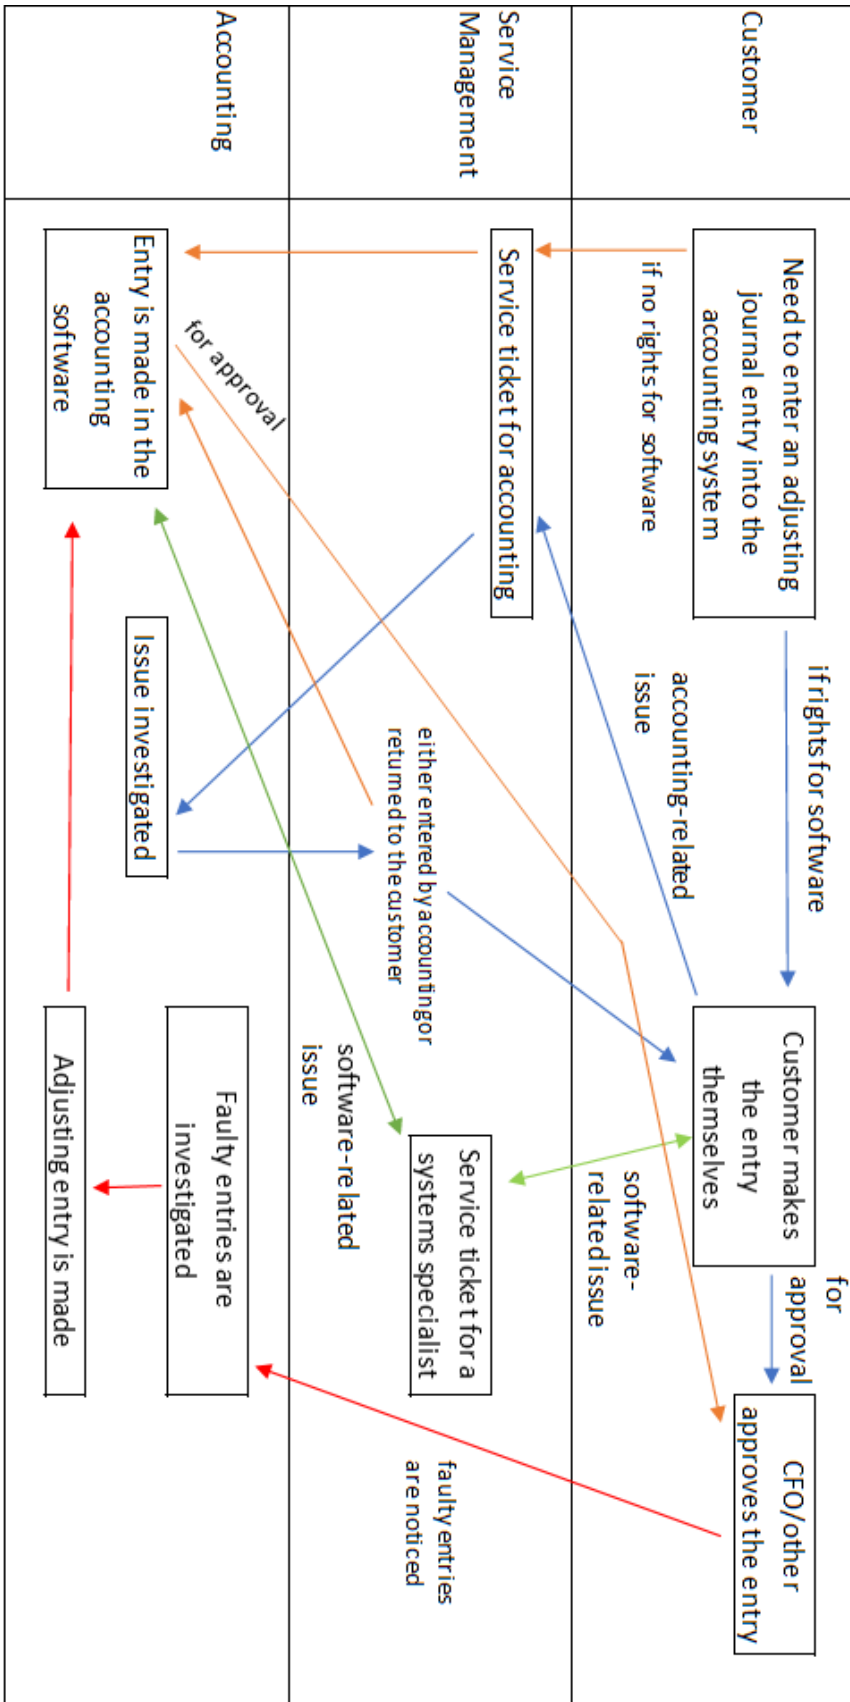 Customer
Need to enter an adjusting
journal entry into the
accounting system
if rights for software
Customer makes
the entry
themselves
for
approval
CFO/other
approves the entry
if no rights for software
accounting-related
issue
software-
related issue
Service
Management
Service ticket for accounting
either entered by accounting or
returned to the customer
Service ticket for a
systems specialist
faulty entries
are noticed
software-related
issue
for approval
Accounting
Entry is made in the
accounting
software
Issue investigated
Faulty entries are
investigated
Adjusting entry is made